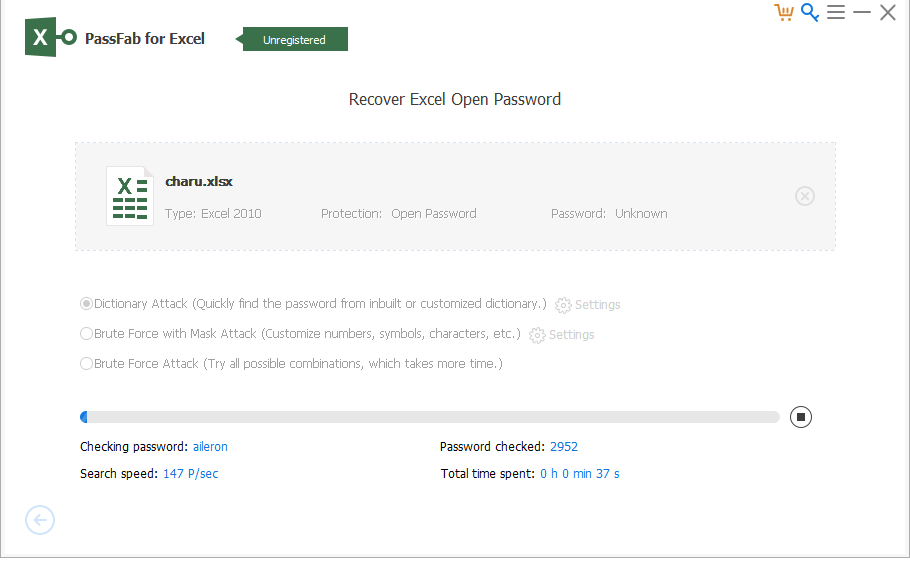 X PassFab for Excel Unregistered
Recover Excel Open Password
X charu.xlsx
Type: Excel 2010 Protection: Open Password Password: Unknown
Dictionary Attack (Quickly find the password from inbuilt or customized dictionary.) Settings
Brute Force with Mask Attack (Customize numbers, symbols, characters, etc.) Settings
Brute Force Attack (Try all possible combinations, which takes more time.)
Checking password: aileron Password checked: 2952
Search speed: 147 P/sec Total time spent: 0 h 0 min 37 s